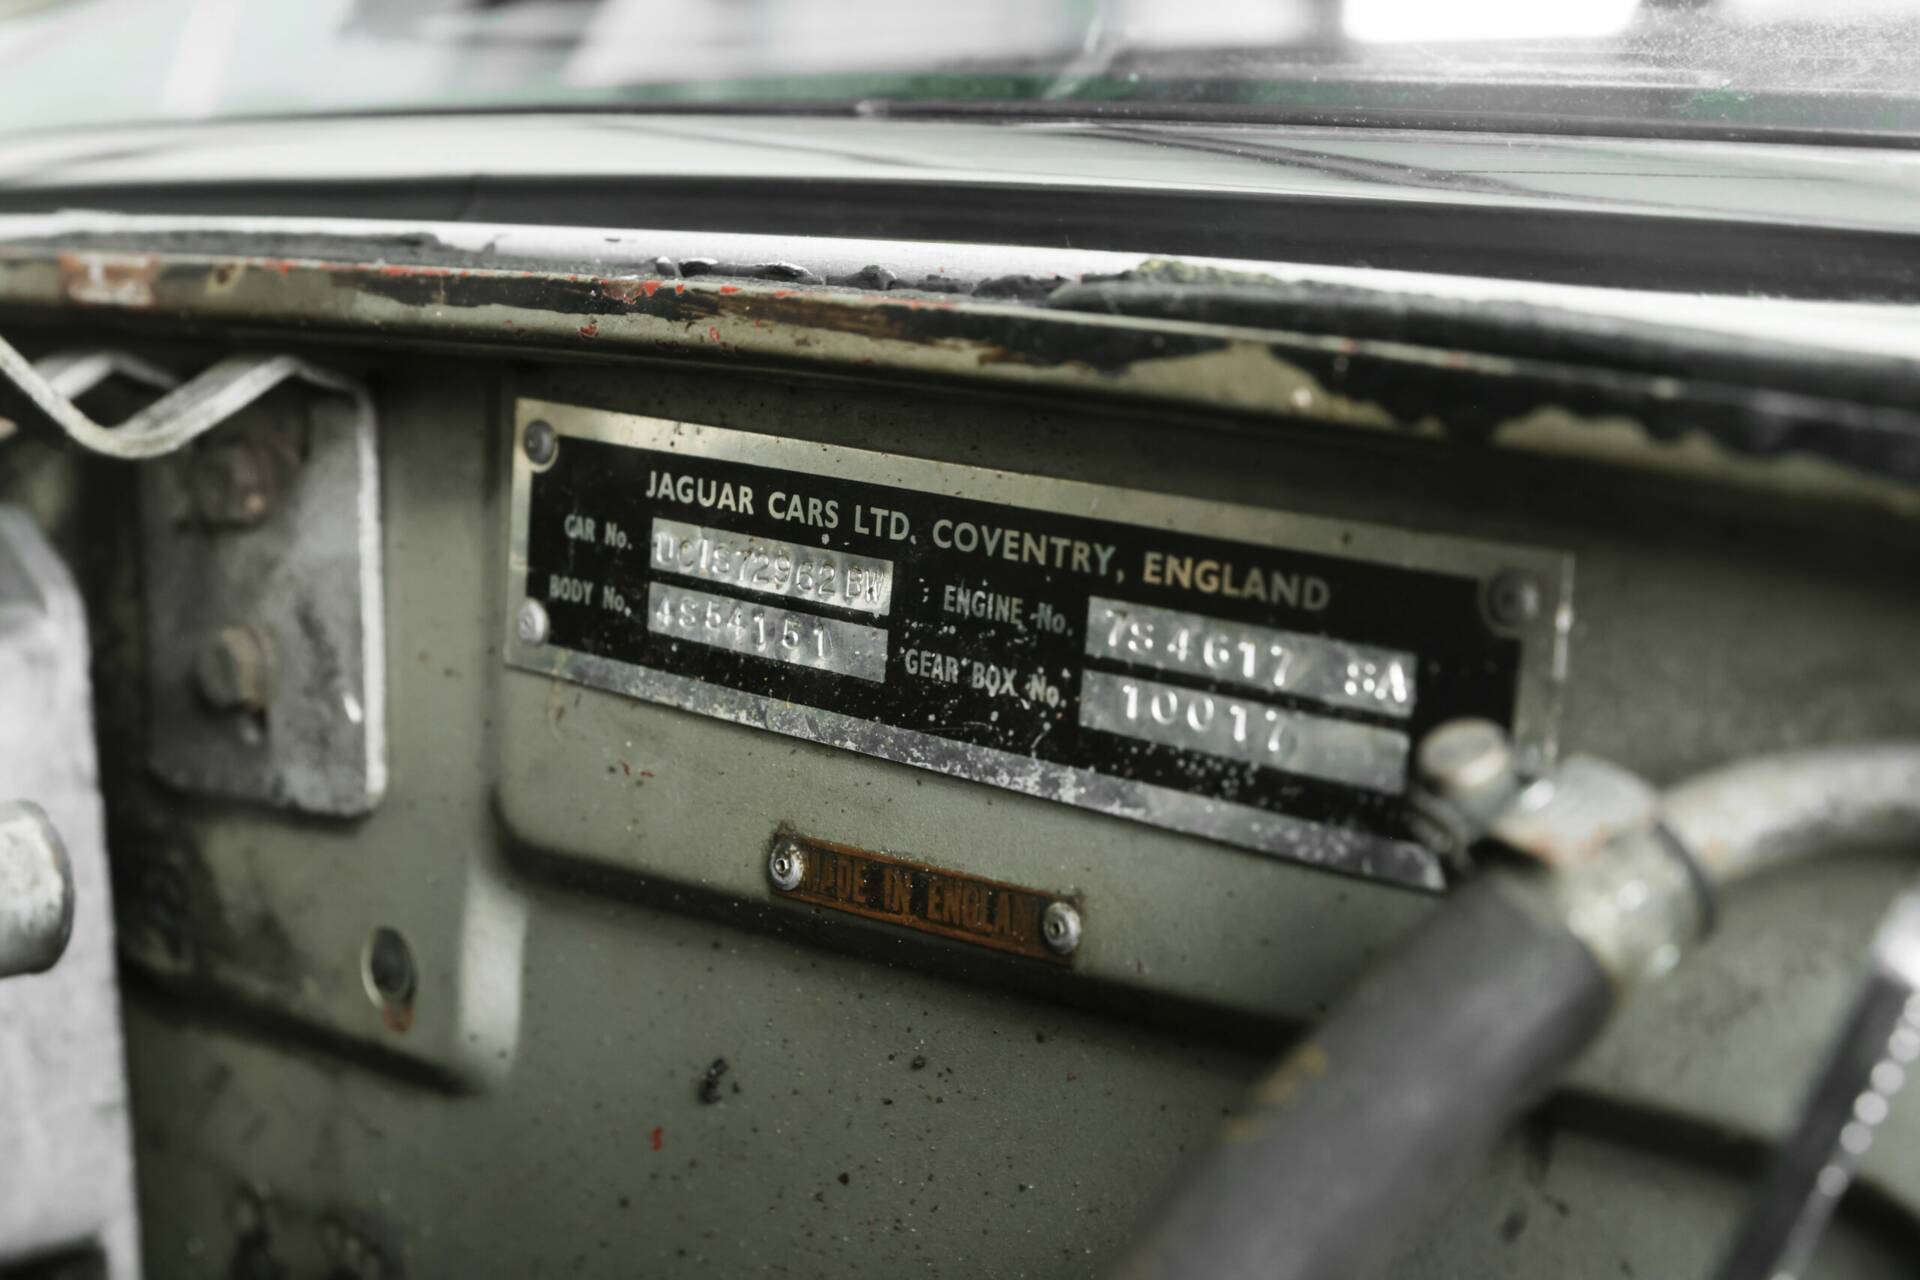 JAGUAR CARS LTD. COVENTRY, ENGLAND
CAR No. UC1S72962BW
BODY No. 4S54151
ENGINE No. 7S4617 8A
GEAR BOX No. 10017
MADE IN ENGLAND